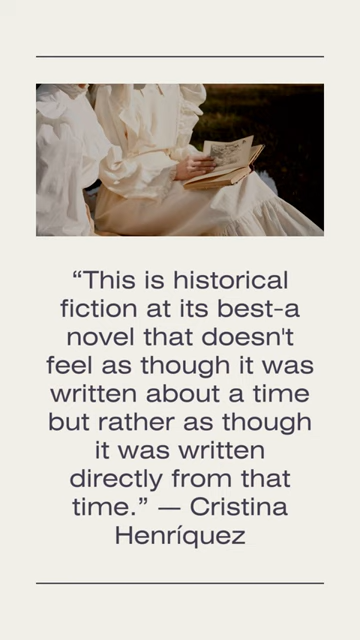 “This is historical
fiction at its best-a
novel that doesn't
feel as though it was
written about a time
but rather as though
it was written
directly from that
time.” — Cristina
Henríquez